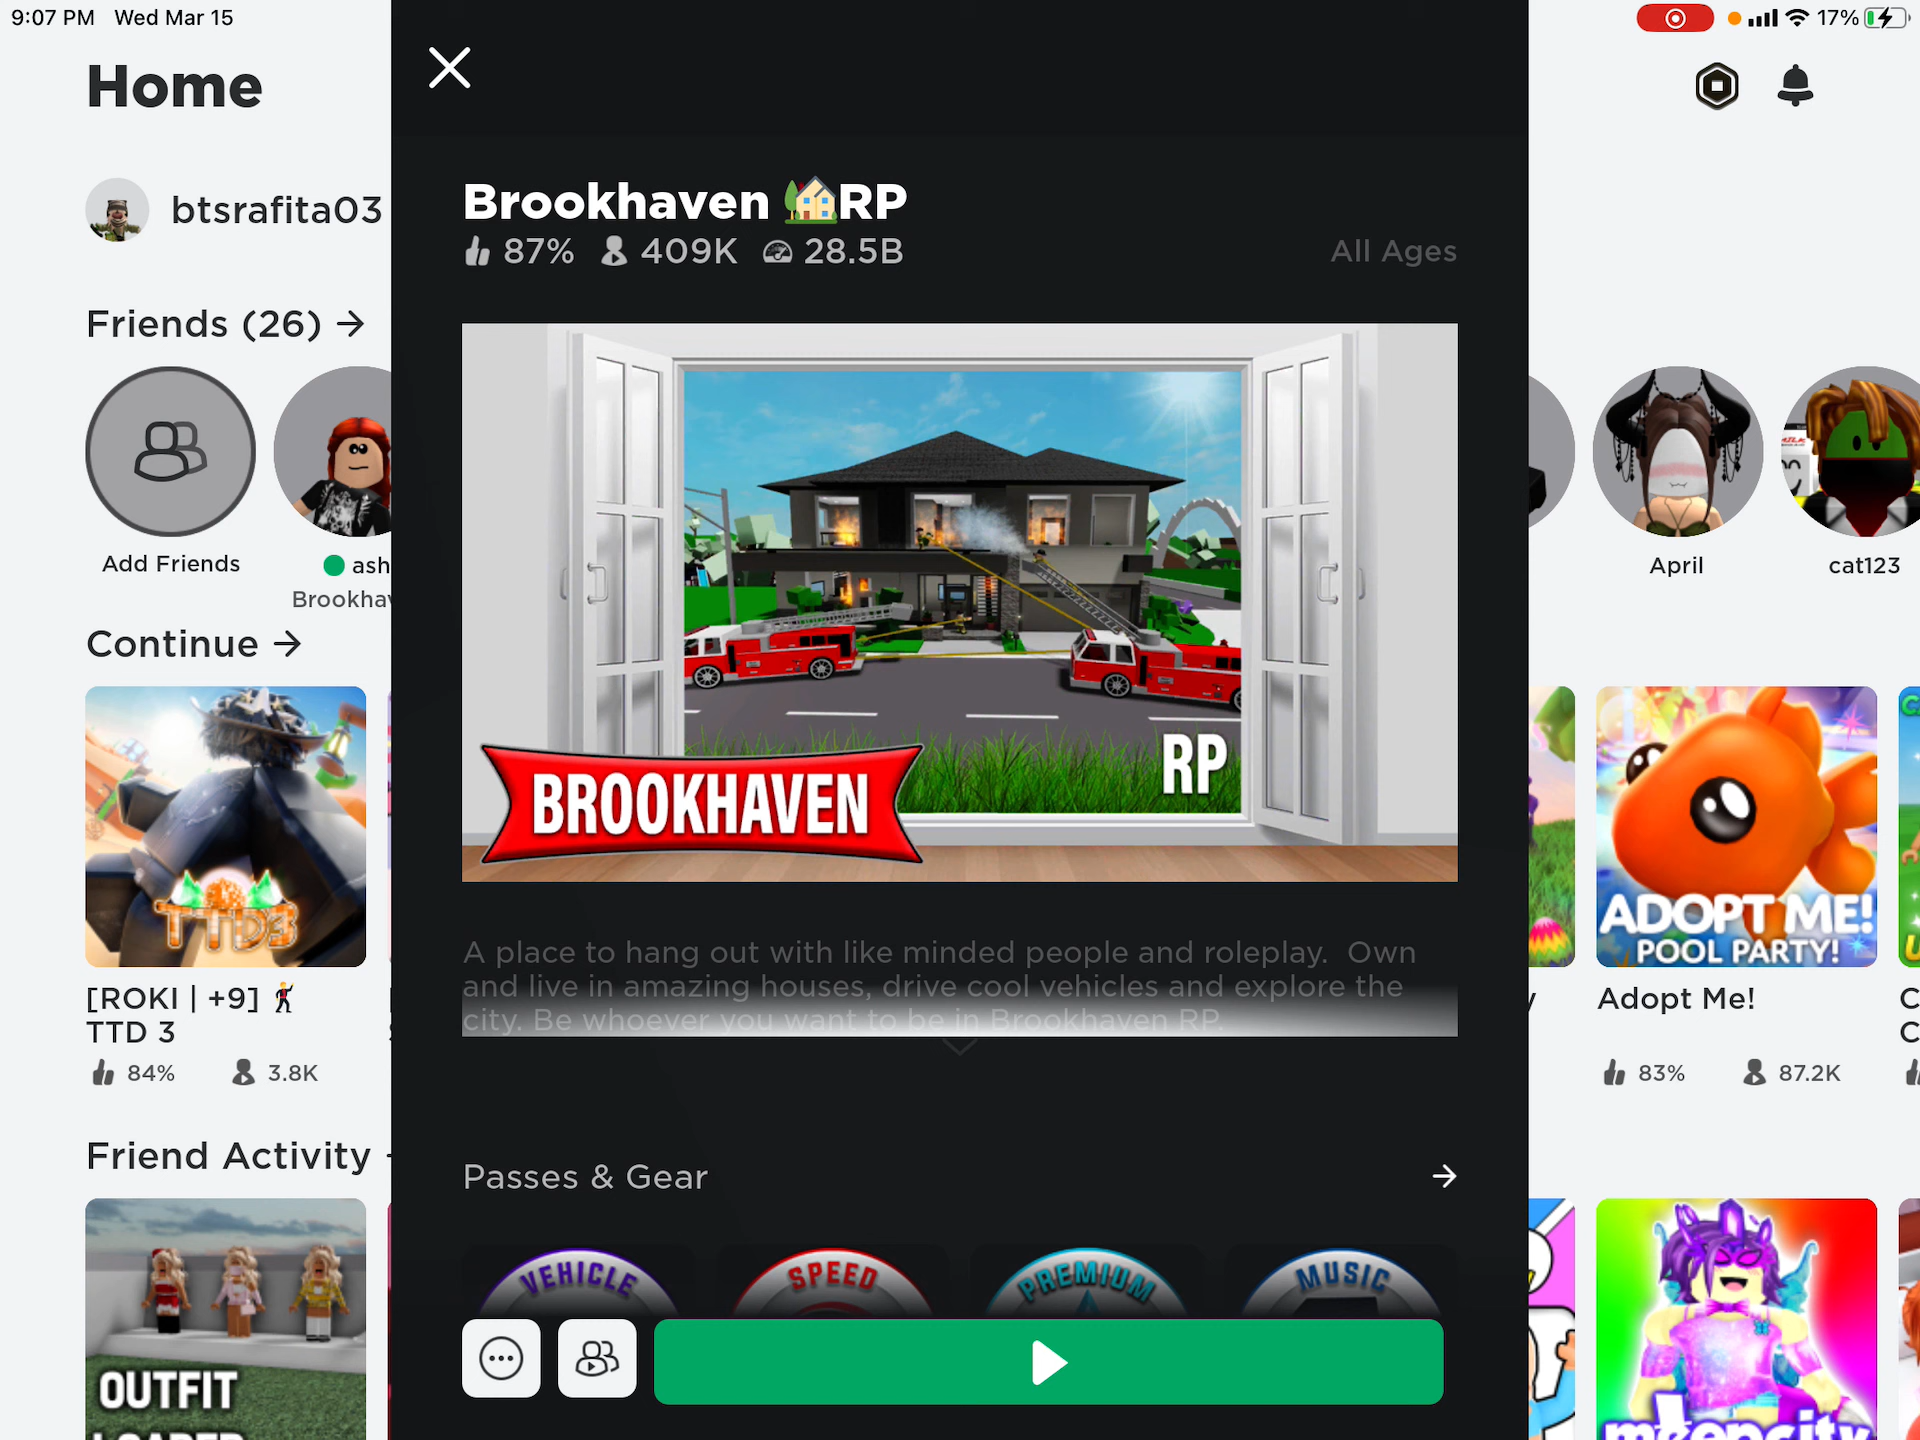 9:07 PM Wed Mar 15
17%
Home
btsrafita03
Friends (26)
Add Friends
ash
Brookhav
April
cat123
Continue
TTD3
[ROKI | +9]
TTD 3
84% 3.8K
Friend Activity
OUTFIT
LOADER
Brookhaven RP
87% 409K 28.5B
All Ages
BROOKHAVEN
RP
A place to hang out with like minded people and roleplay. Own
and live in amazing houses, drive cool vehicles and explore the
city. Be whoever you want to be in Brookhaven RP.
Passes & Gear
VEHICLE
SPEED
PREMIUM
MUSIC
ADOPT ME!
POOL PARTY!
Adopt Me!
83% 87.2K